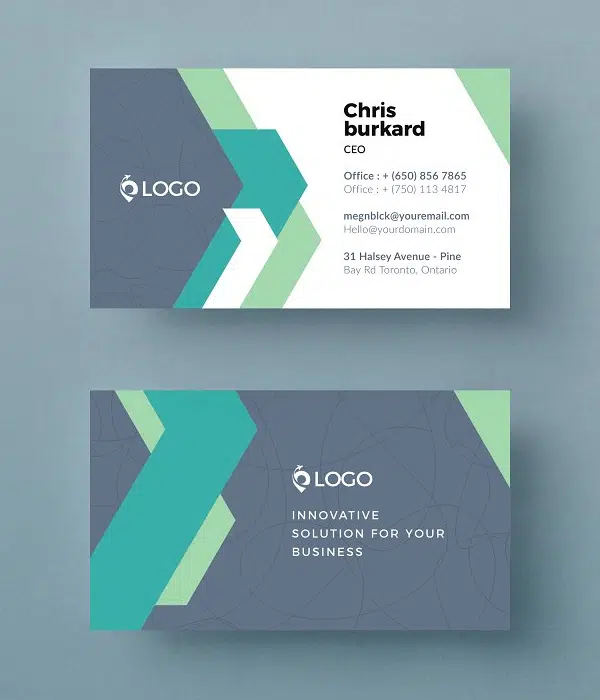 LOGO
Chris
burkard
CEO
Office : + (650) 856 7865
Office : + (750) 113 4817
megnblck@youremail.com
Hello@yourdomain.com
31 Halsey Avenue - Pine
Bay Rd Toronto, Ontario
LOGO
INNOVATIVE
SOLUTION FOR YOUR
BUSINESS